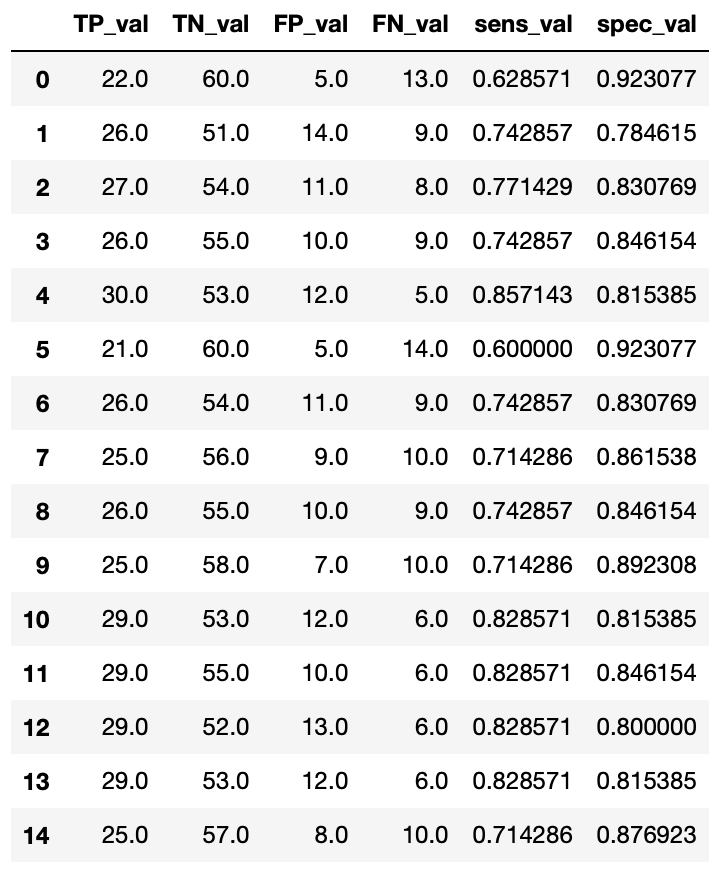 TP_val TN_val FP_val FN_val sens_val spec_val
0 22.0 60.0 5.0 13.0 0.628571 0.923077
1 26.0 51.0 14.0 9.0 0.742857 0.784615
2 27.0 54.0 11.0 8.0 0.771429 0.830769
3 26.0 55.0 10.0 9.0 0.742857 0.846154
4 30.0 53.0 12.0 5.0 0.857143 0.815385
5 21.0 60.0 5.0 14.0 0.600000 0.923077
6 26.0 54.0 11.0 9.0 0.742857 0.830769
7 25.0 56.0 9.0 10.0 0.714286 0.861538
8 26.0 55.0 10.0 9.0 0.742857 0.846154
9 25.0 58.0 7.0 10.0 0.714286 0.892308
10 29.0 53.0 12.0 6.0 0.828571 0.815385
11 29.0 55.0 10.0 6.0 0.828571 0.846154
12 29.0 52.0 13.0 6.0 0.828571 0.800000
13 29.0 53.0 12.0 6.0 0.828571 0.815385
14 25.0 57.0 8.0 10.0 0.714286 0.876923